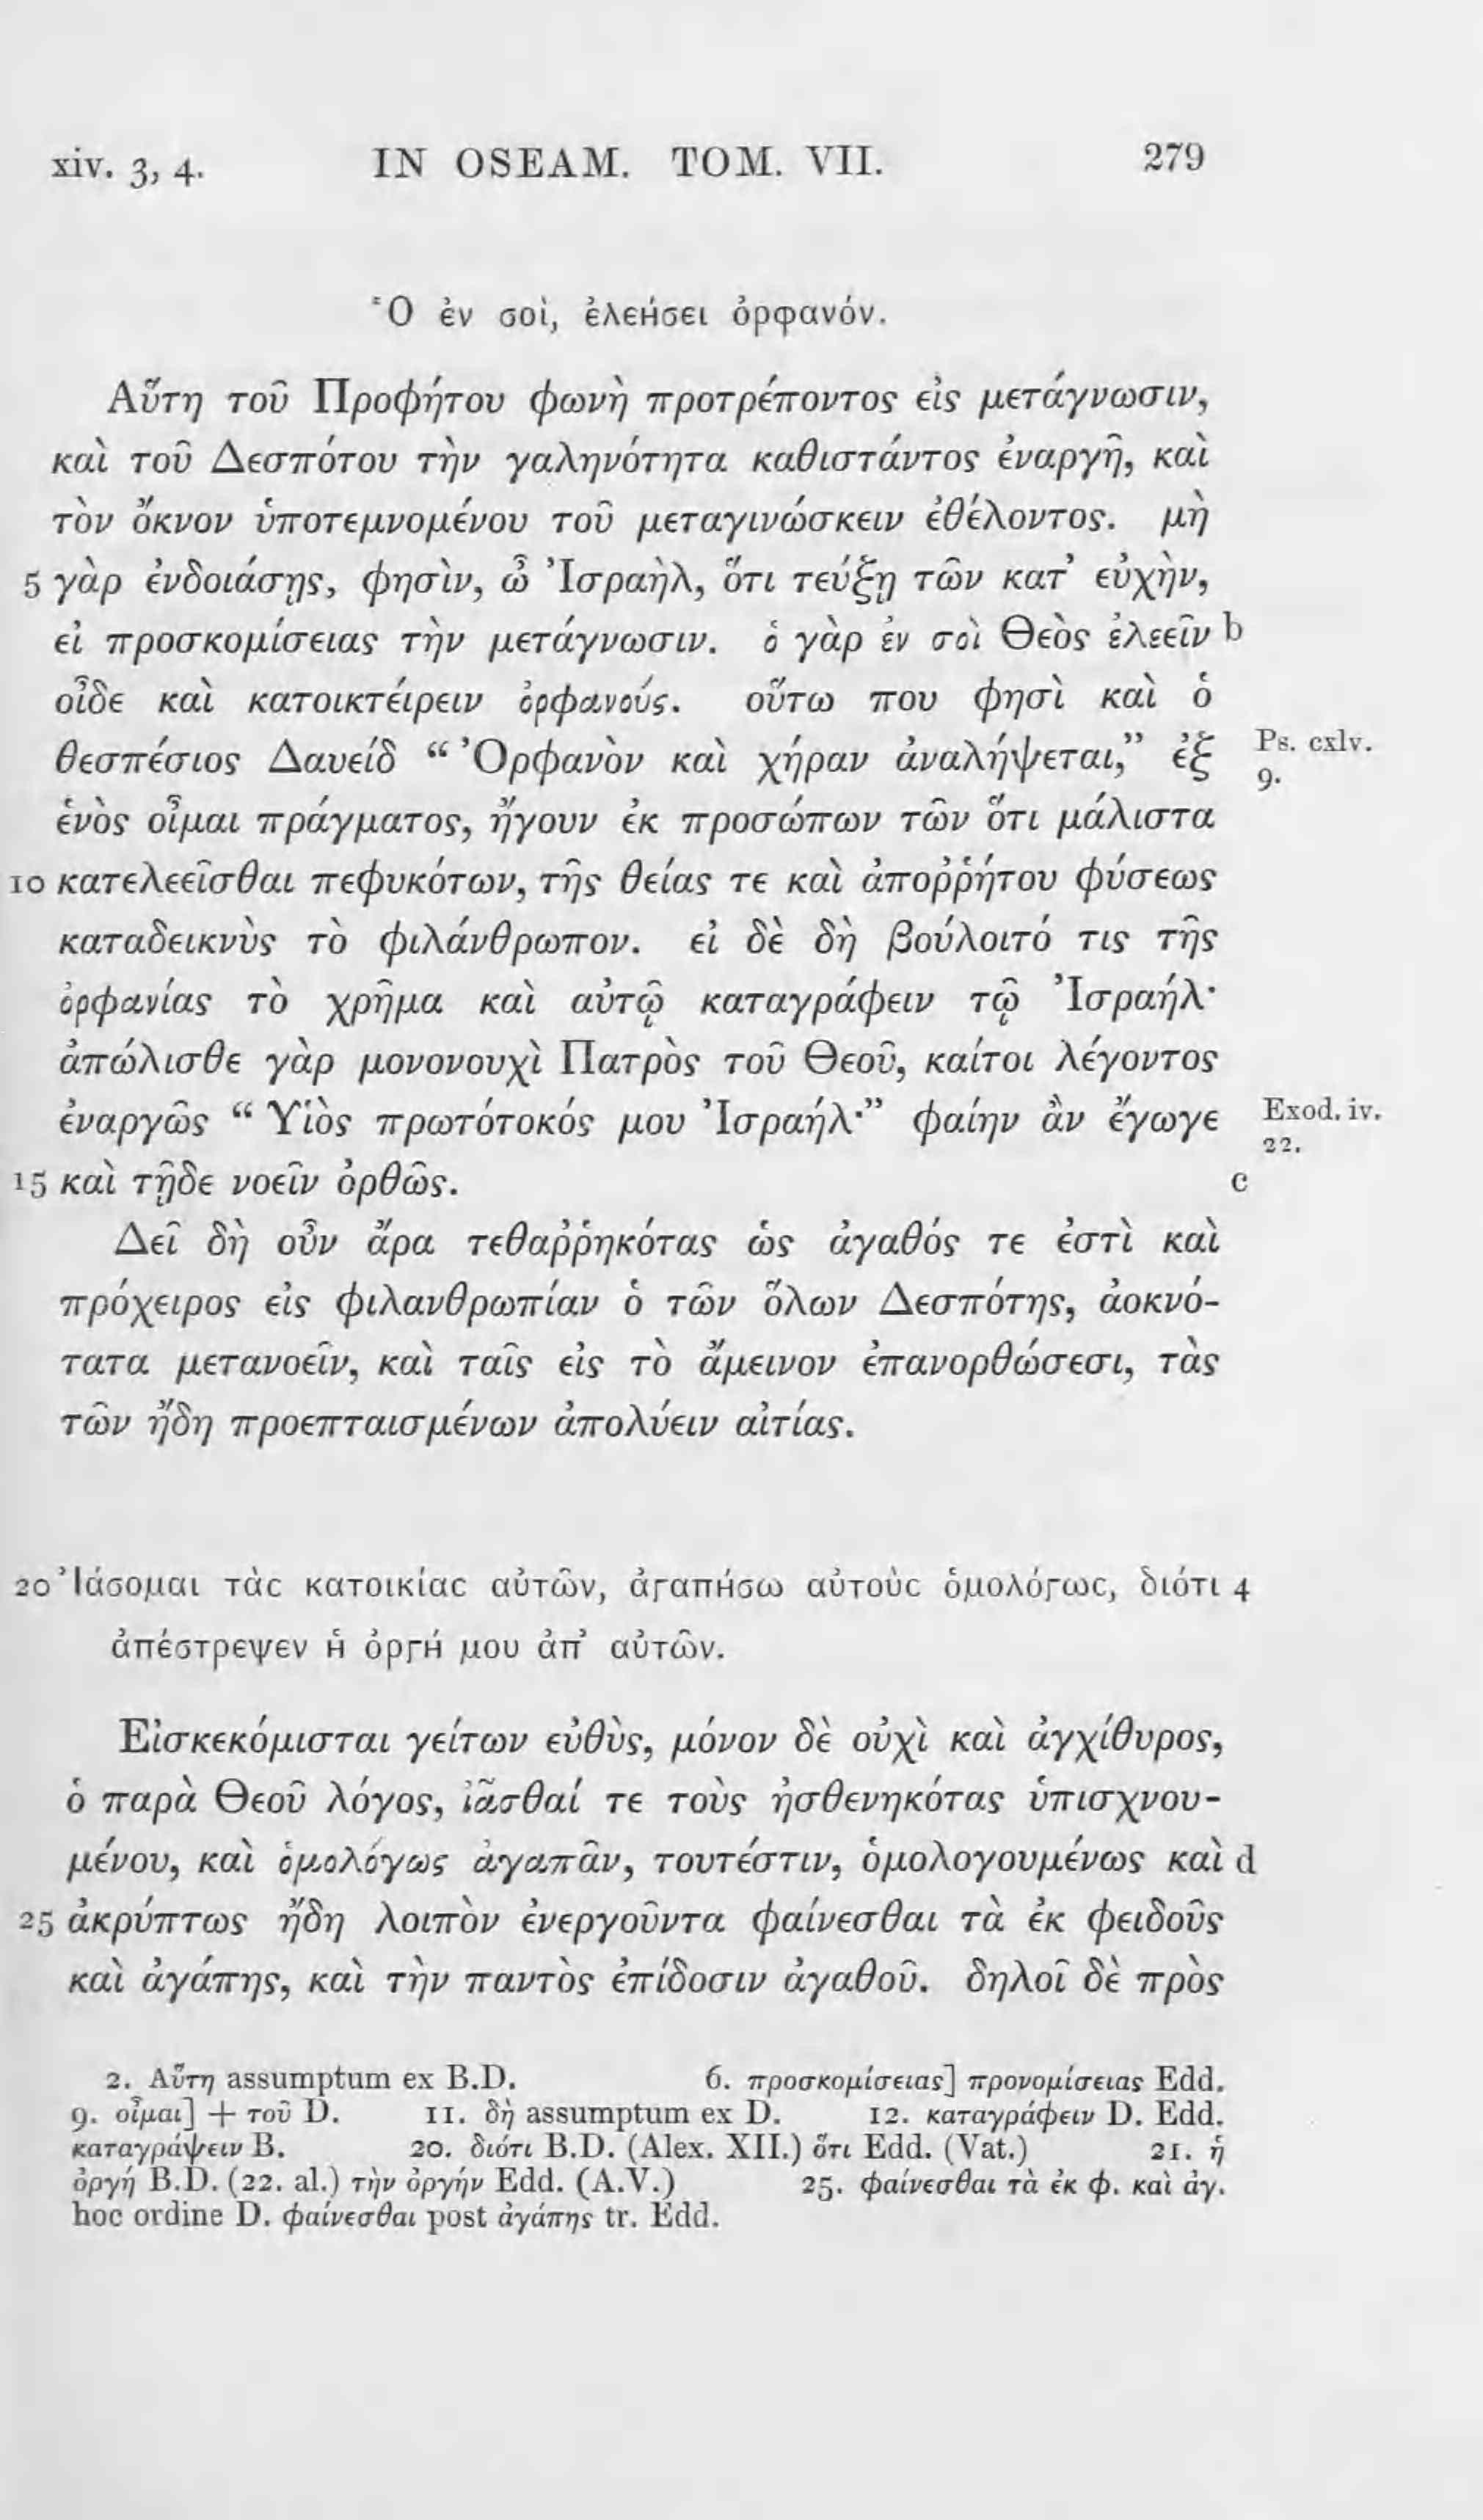 xiv. 3, 4. IN OSEAM. TOM. VII. 279
Ὁ ἐν σοὶ, ἐλεήσει ὀρφανόν.
Αὕτη τοῦ Προφήτου φωνὴ προτρέποντος εἰς μετάγνωσιν,
καὶ τοῦ Δεσπότου τὴν γαληνότητα καθιστάντος ἐναργῆ, καὶ
τὸν ὄκνον ὑποτεμνομένου τοῦ μεταγινώσκειν ἐθέλοντος. μὴ
5 γὰρ ἐνδοιάσῃς, φησὶν, ὦ Ἰσραὴλ, ὅτι τεύξῃ τῶν κατ’ εὐχὴν,
εἰ προσκομίσειας τὴν μετάγνωσιν. ὁ γὰρ ἐν σοὶ Θεὸς ἐλεεῖν b
οἶδε καὶ κατοικτείρειν ὀρφανούς. οὕτω που φησὶ καὶ ὁ
θεσπέσιος Δαυεὶδ “Ὀρφανὸν καὶ χήραν ἀναλήψεται,” ἐξ Ps. cxlv. 9.
ἑνὸς οἶμαι πράγματος, ἤγουν ἐκ προσώπων τῶν ὅτι μάλιστα
10 κατελεεῖσθαι πεφυκότων, τῆς θείας τε καὶ ἀποῤῥήτου φύσεως
καταδεικνὺς τὸ φιλάνθρωπον. εἰ δὲ δὴ βούλοιτό τις τῆς
ὀρφανίας τὸ χρῆμα καὶ αὐτῷ καταγράφειν τῷ Ἰσραήλ·
ἀπώλισθε γὰρ μονονουχὶ Πατρὸς τοῦ Θεοῦ, καίτοι λέγοντος
ἐναργῶς “Υἱὸς πρωτότοκός μου Ἰσραήλ·” φαίην ἂν ἔγωγε Exod. iv. 22.
15 καὶ τῇδε νοεῖν ὀρθῶς. c
Δεῖ δὴ οὖν ἄρα τεθαῤῥηκότας ὡς ἀγαθός τε ἐστὶ καὶ
πρόχειρος εἰς φιλανθρωπίαν ὁ τῶν ὅλων Δεσπότης, ἀοκνό-
τατα μετανοεῖν, καὶ ταῖς εἰς τὸ ἄμεινον ἐπανορθώσεσι, τὰς
τῶν ἤδη προεπταισμένων ἀπολύειν αἰτίας.
20 Ἰάσομαι τὰς κατοικίας αὐτῶν, ἀγαπήσω αὐτοὺς ὁμολόγως, διότι 4
ἀπέστρεψεν ἡ ὀργή μου ἀπ’ αὐτῶν.
Εἰσκεκόμισται γείτων εὐθὺς, μόνον δὲ οὐχὶ καὶ ἀγχίθυρος,
ὁ παρὰ Θεοῦ λόγος, ἰᾶσθαί τε τοὺς ἠσθενηκότας ὑπισχνου-
μένου, καὶ ὁμολόγως ἀγαπᾶν, τουτέστιν, ὁμολογουμένως καὶ d
25 ἀκρύπτως ἤδη λοιπὸν ἐνεργοῦντα φαίνεσθαι τὰ ἐκ φειδοῦς
καὶ ἀγάπης, καὶ τὴν παντὸς ἐπίδοσιν ἀγαθοῦ. δηλοῖ δὲ πρὸς
2. Αὕτη assumptum ex B.D. 6. προσκομίσειας] προνομίσειας Edd.
9. οἶμαι] + τοῦ D. 11. δὴ assumptum ex D. 12. καταγράφειν D. Edd.
καταγράψειν B. 20. διότι B.D. (Alex. XII.) ὅτι Edd. (Vat.) 21. ἡ
ὀργή B.D. (22. al.) τὴν ὀργήν Edd. (A.V.) 25. φαίνεσθαι τὰ ἐκ φ. καὶ ἀγ.
hoc ordine D. φαίνεσθαι post ἀγάπης tr. Edd.